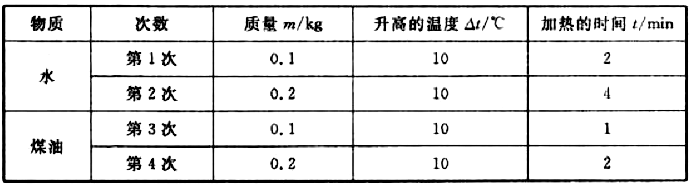 物质 次数 质量 m/kg 升高的温度 Δt/℃ 加热的时间 t/min
水 第1次 0.1 10 2
第2次 0.2 10 4
煤油 第3次 0.1 10 1
第4次 0.2 10 2